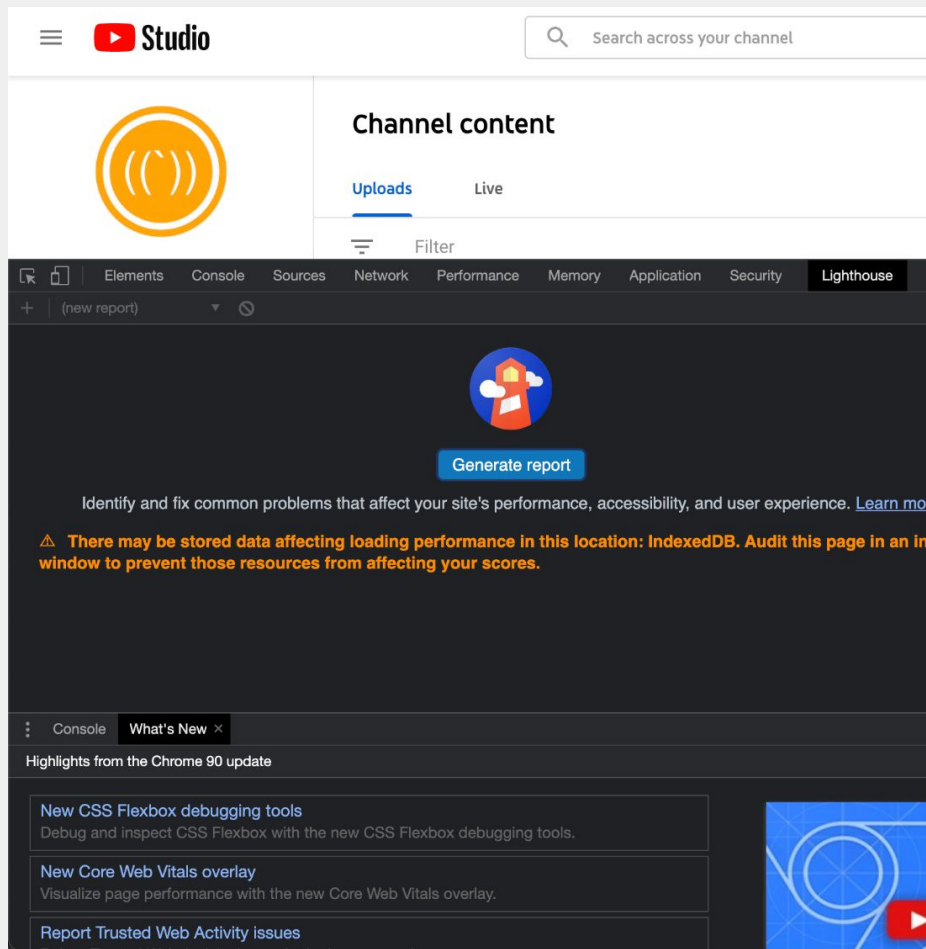 Studio
Search across your channel
((`))
Channel content
Uploads Live
Filter
Elements Console Sources Network Performance Memory Application Security Lighthouse
(new report)
Generate report
Identify and fix common problems that affect your site's performance, accessibility, and user experience. Learn mo
⚠ There may be stored data affecting loading performance in this location: IndexedDB. Audit this page in an in
window to prevent those resources from affecting your scores.
Console What's New ×
Highlights from the Chrome 90 update
New CSS Flexbox debugging tools
Debug and inspect CSS Flexbox with the new CSS Flexbox debugging tools.
New Core Web Vitals overlay
Visualize page performance with the new Core Web Vitals overlay.
Report Trusted Web Activity issues